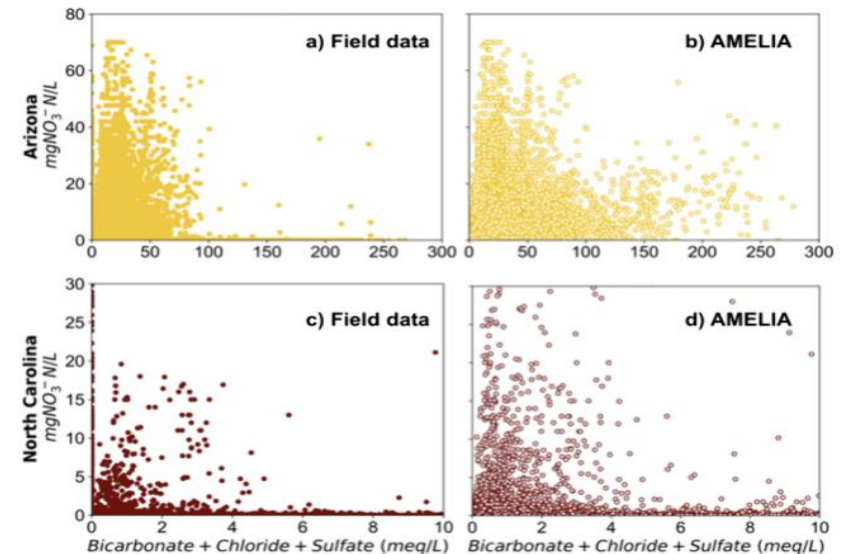 80
60
40
20
0
Arizona
mgNO₃⁻ N/L
a) Field data
b) AMELIA
0 50 100 150 200 250 300
0 50 100 150 200 250 300
30
25
20
15
10
5
0
North Carolina
mgNO₃⁻ N/L
c) Field data
d) AMELIA
0 2 4 6 8 10
0 2 4 6 8 10
Bicarbonate + Chloride + Sulfate (meq/L)
Bicarbonate + Chloride + Sulfate (meq/L)